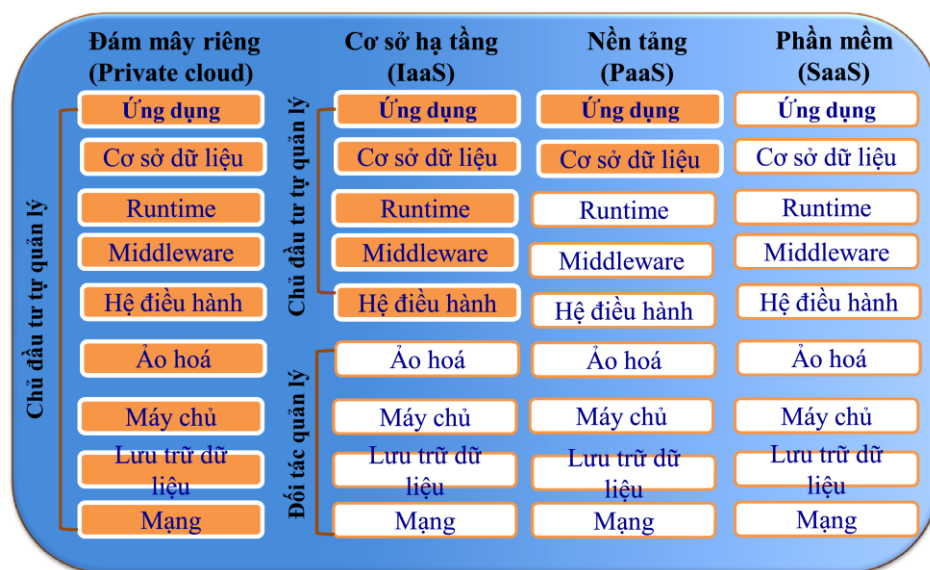 Đám mây riêng
(Private cloud)
Cơ sở hạ tầng
(IaaS)
Nền tảng
(PaaS)
Phần mềm
(SaaS)
Chủ đầu tư tự quản lý
Ứng dụng
Cơ sở dữ liệu
Runtime
Middleware
Hệ điều hành
Ảo hoá
Máy chủ
Lưu trữ dữ
liệu
Mạng
Chủ đầu tư tự quản lý
Đối tác quản lý
Ứng dụng
Cơ sở dữ liệu
Runtime
Middleware
Hệ điều hành
Ảo hoá
Máy chủ
Lưu trữ dữ
liệu
Mạng
Ứng dụng
Cơ sở dữ liệu
Runtime
Middleware
Hệ điều hành
Ảo hoá
Máy chủ
Lưu trữ dữ
liệu
Mạng
Ứng dụng
Cơ sở dữ liệu
Runtime
Middleware
Hệ điều hành
Ảo hoá
Máy chủ
Lưu trữ dữ
liệu
Mạng